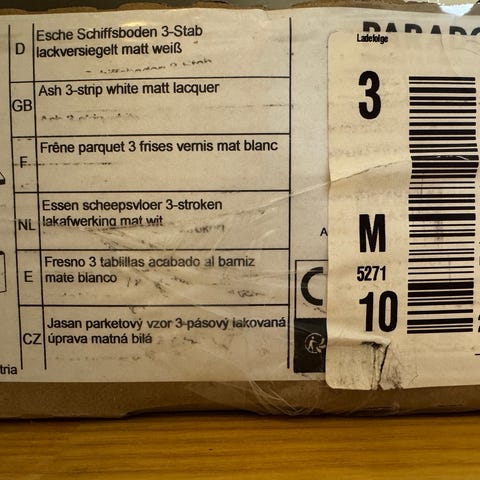 D
Esche Schiffsboden 3-Stab
lackversiegelt matt weiß
GB
Ash 3-strip white matt lacquer
F
Frêne parquet 3 frises vernis mat blanc
NL
Essen scheepsvloer 3-stroken
lakafwerking mat wit
E
Fresno 3 tablillas acabado al barniz
mate blanco
CZ
Jasan parketový vzor 3-pásový lakovaná
úprava matná bílá
tria
A
Ladefolge
3
M
5271
10